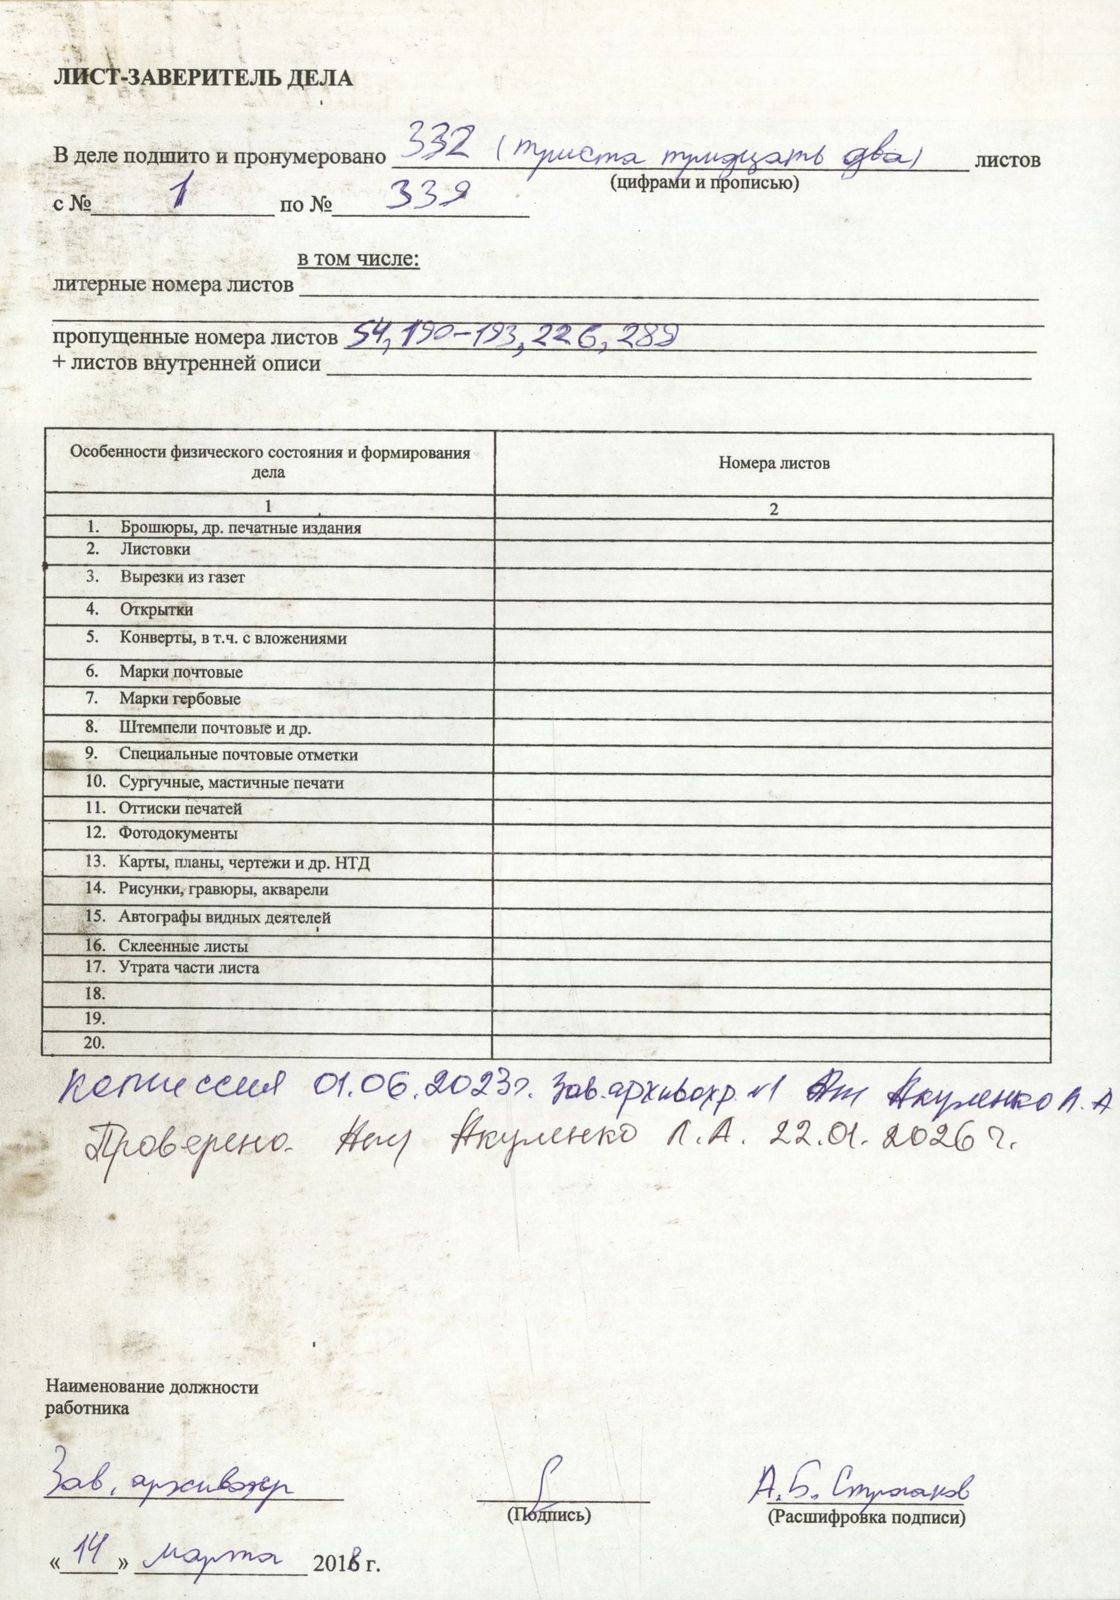 ЛИСТ-ЗАВЕРИТЕЛЬ ДЕЛА
В деле подшито и пронумеровано 332 (триста тридцать два) листов
(цифрами и прописью)
с № 1 по № 339
в том числе:
литерные номера листов
пропущенные номера листов 54, 190-193, 226, 289
+ листов внутренней описи
Особенности физического состояния и формирования дела Номера листов
1 2
1. Брошюры, др. печатные издания
2. Листовки
3. Вырезки из газет
4. Открытки
5. Конверты, в т.ч. с вложениями
6. Марки почтовые
7. Марки гербовые
8. Штемпели почтовые и др.
9. Специальные почтовые отметки
10. Сургучные, мастичные печати
11. Оттиски печатей
12. Фотодокументы
13. Карты, планы, чертежи и др. НТД
14. Рисунки, гравюры, акварели
15. Автографы видных деятелей
16. Склеенные листы
17. Утрата части листа
18.
19.
20.
Комиссия 01.06.2023г. Зав.архивохр. №1 Якуленко Л.А
Проверено. Якуленко Л.А. 22.01.2026 г.
Наименование должности
работника
Зав. архивохр
(Подпись) А.Б.
(Расшифровка подписи)
«14» марта 2018 г.